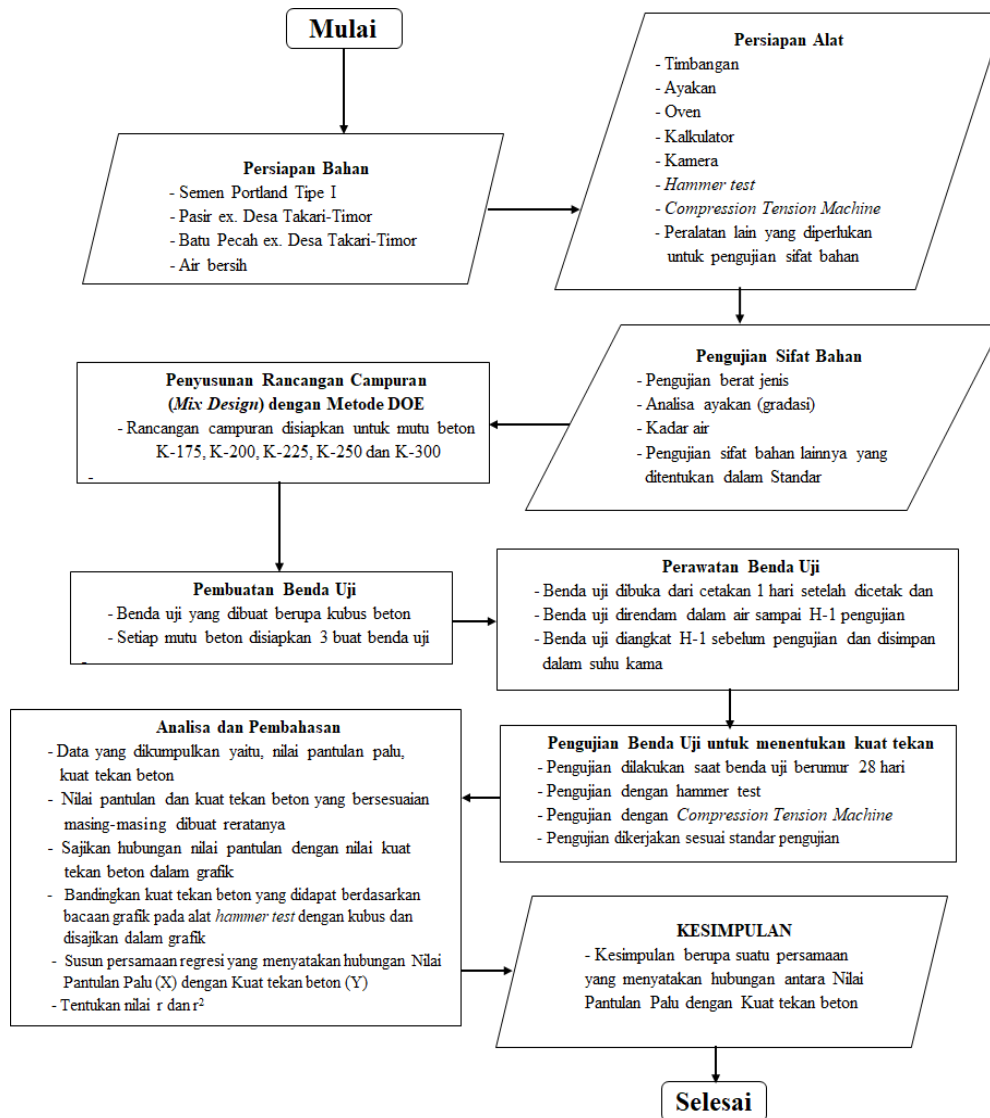 Mulai
Persiapan Bahan
- Semen Portland Tipe I
- Pasir ex. Desa Takari-Timor
- Batu Pecah ex. Desa Takari-Timor
- Air bersih
Persiapan Alat
- Timbangan
- Ayakan
- Oven
- Kalkulator
- Kamera
- Hammer test
- Compression Tension Machine
- Peralatan lain yang diperlukan
untuk pengujian sifat bahan
Pengujian Sifat Bahan
- Pengujian berat jenis
- Analisa ayakan (gradasi)
- Kadar air
- Pengujian sifat bahan lainnya yang
ditentukan dalam Standar
Penyusunan Rancangan Campuran
(Mix Design) dengan Metode DOE
- Rancangan campuran disiapkan untuk mutu beton
K-175, K-200, K-225, K-250 dan K-300
-
Pembuatan Benda Uji
- Benda uji yang dibuat berupa kubus beton
- Setiap mutu beton disiapkan 3 buat benda uji
-
Perawatan Benda Uji
- Benda uji dibuka dari cetakan 1 hari setelah dicetak dan
- Benda uji direndam dalam air sampai H-1 pengujian
- Benda uji diangkat H-1 sebelum pengujian dan disimpan
dalam suhu kama
Pengujian Benda Uji untuk menentukan kuat tekan
- Pengujian dilakukan saat benda uji berumur 28 hari
- Pengujian dengan hammer test
- Pengujian dengan Compression Tension Machine
- Pengujian dikerjakan sesuai standar pengujian
Analisa dan Pembahasan
- Data yang dikumpulkan yaitu, nilai pantulan palu,
kuat tekan beton
- Nilai pantulan dan kuat tekan beton yang bersesuaian
masing-masing dibuat reratanya
- Sajikan hubungan nilai pantulan dengan nilai kuat
tekan beton dalam grafik
- Bandingkan kuat tekan beton yang didapat berdasarkan
bacaan grafik pada alat hammer test dengan kubus dan
disajikan dalam grafik
- Susun persamaan regresi yang menyatakan hubungan Nilai
Pantulan Palu (X) dengan Kuat tekan beton (Y)
- Tentukan nilai r dan r²
KESIMPULAN
- Kesimpulan berupa suatu persamaan
yang menyatakan hubungan antara Nilai
Pantulan Palu dengan Kuat tekan beton
Selesai